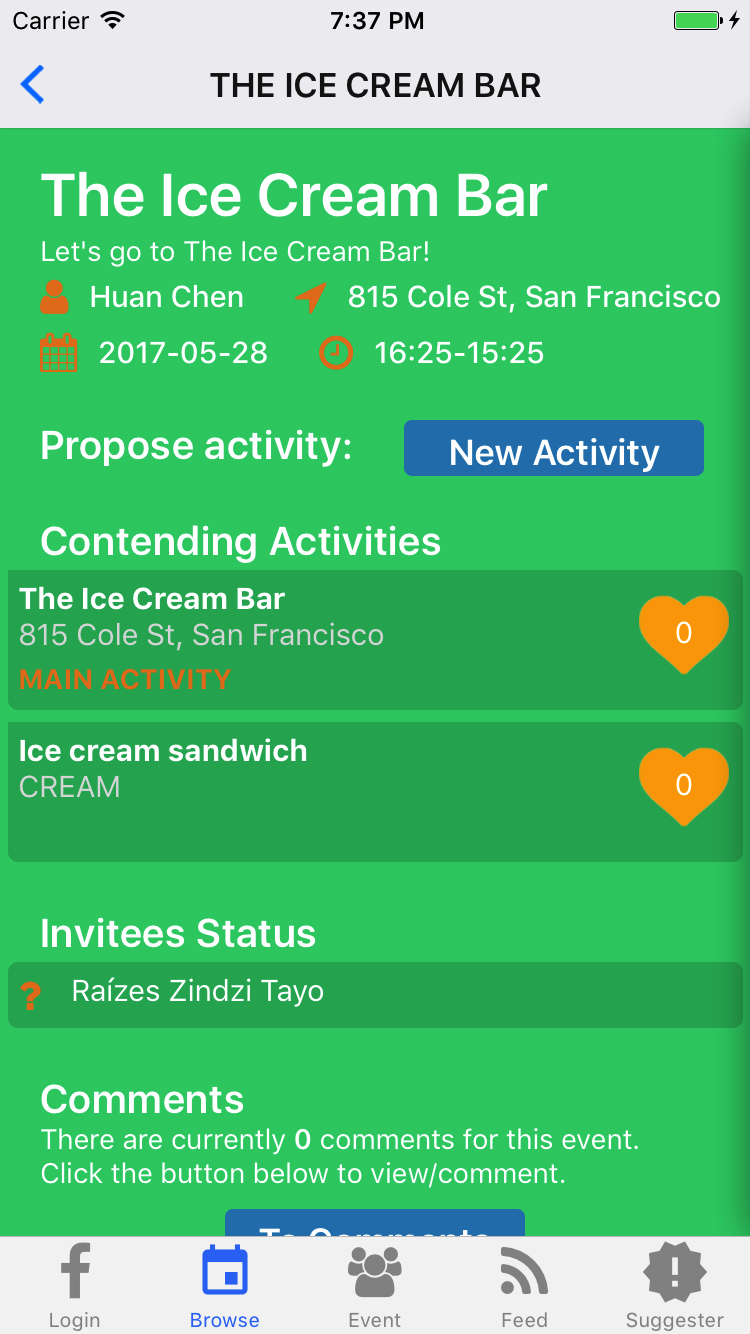 Carrier 7:37 PM
THE ICE CREAM BAR
The Ice Cream Bar
Let's go to The Ice Cream Bar!
Huan Chen 815 Cole St, San Francisco
2017-05-28 16:25-15:25
Propose activity: New Activity
Contending Activities
The Ice Cream Bar
815 Cole St, San Francisco
0
MAIN ACTIVITY
Ice cream sandwich
CREAM
0
Invitees Status
? Raízes Zindzi Tayo
Comments
There are currently 0 comments for this event.
Click the button below to view/comment.
To Comments
Login Browse Event Feed Suggester